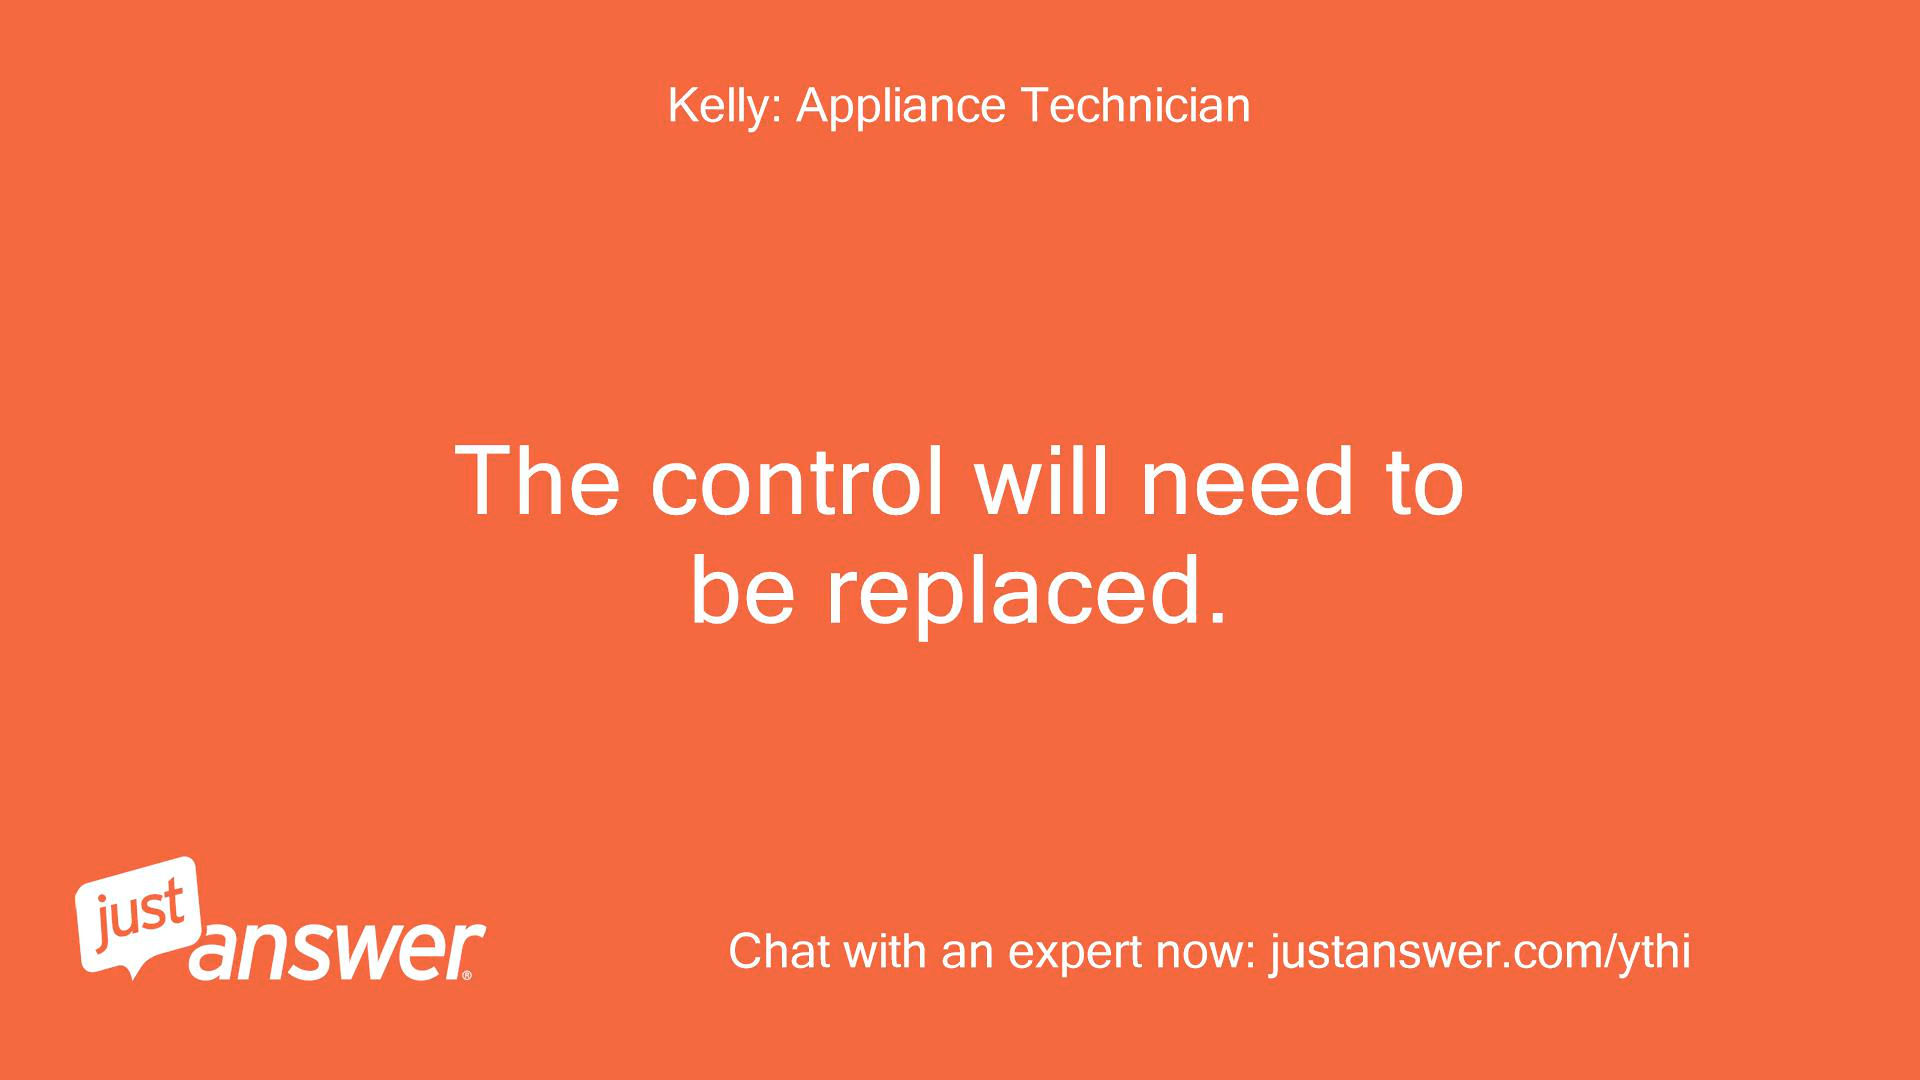 Kelly: Appliance Technician
The control will need to
be replaced.
just
answer®
Chat with an expert now: justanswer.com/ythi